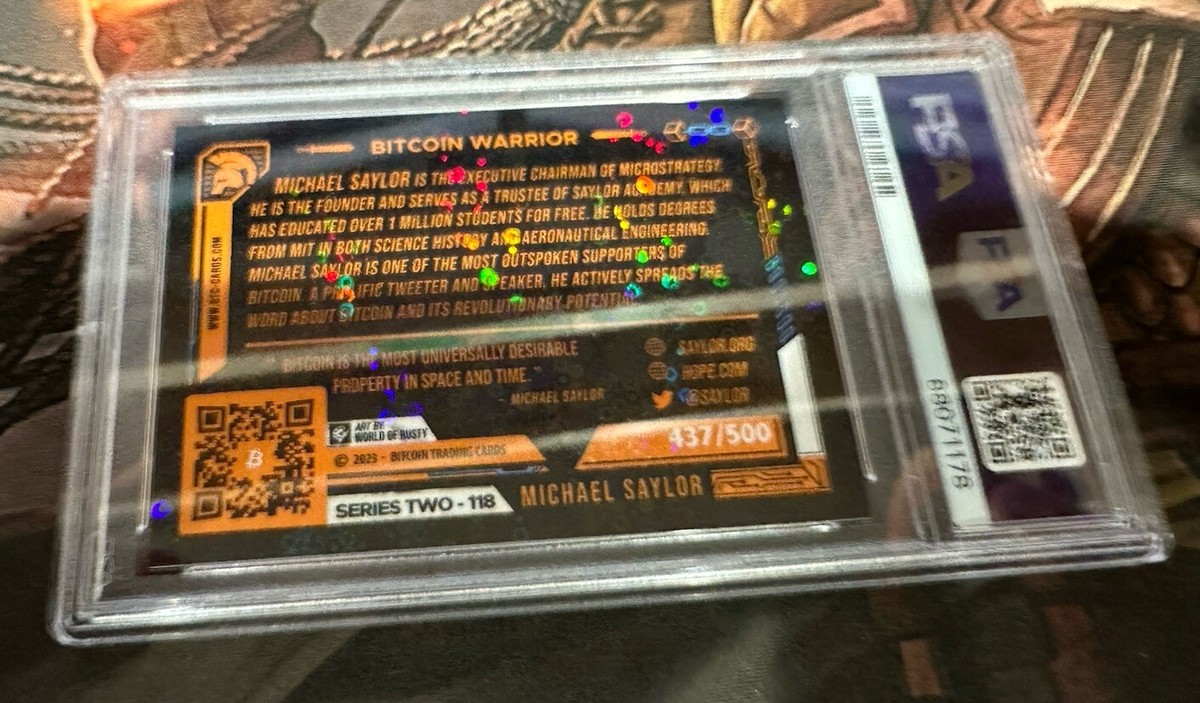 BITCOIN WARRIOR
MICHAEL SAYLOR IS THE EXECUTIVE CHAIRMAN OF MICROSTRATEGY.
HE IS THE FOUNDER AND SERVES AS A TRUSTEE OF SAYLOR ACADEMY, WHICH
HAS EDUCATED OVER 1 MILLION STUDENTS FOR FREE. HE HOLDS DEGREES
FROM MIT IN BOTH SCIENCE HISTORY AND AERONAUTICAL ENGINEERING.
MICHAEL SAYLOR IS ONE OF THE MOST OUTSPOKEN SUPPORTERS OF
BITCOIN. A PROLIFIC TWEETER AND SPEAKER, HE ACTIVELY SPREADS THE
WORD ABOUT BITCOIN AND ITS REVOLUTIONARY POTENTIAL.
WWW.BTC-CARDS.COM
"BITCOIN IS THE MOST UNIVERSALLY DESIRABLE
PROPERTY IN SPACE AND TIME."
MICHAEL SAYLOR
SAYLOR.ORG
HOPE.COM
@SAYLOR
ART BY
WORLD OF RUSTY
© 2023 - BITCOIN TRADING CARDS
437/500
SERIES TWO - 118
MICHAEL SAYLOR
PSA
PSA
88071178